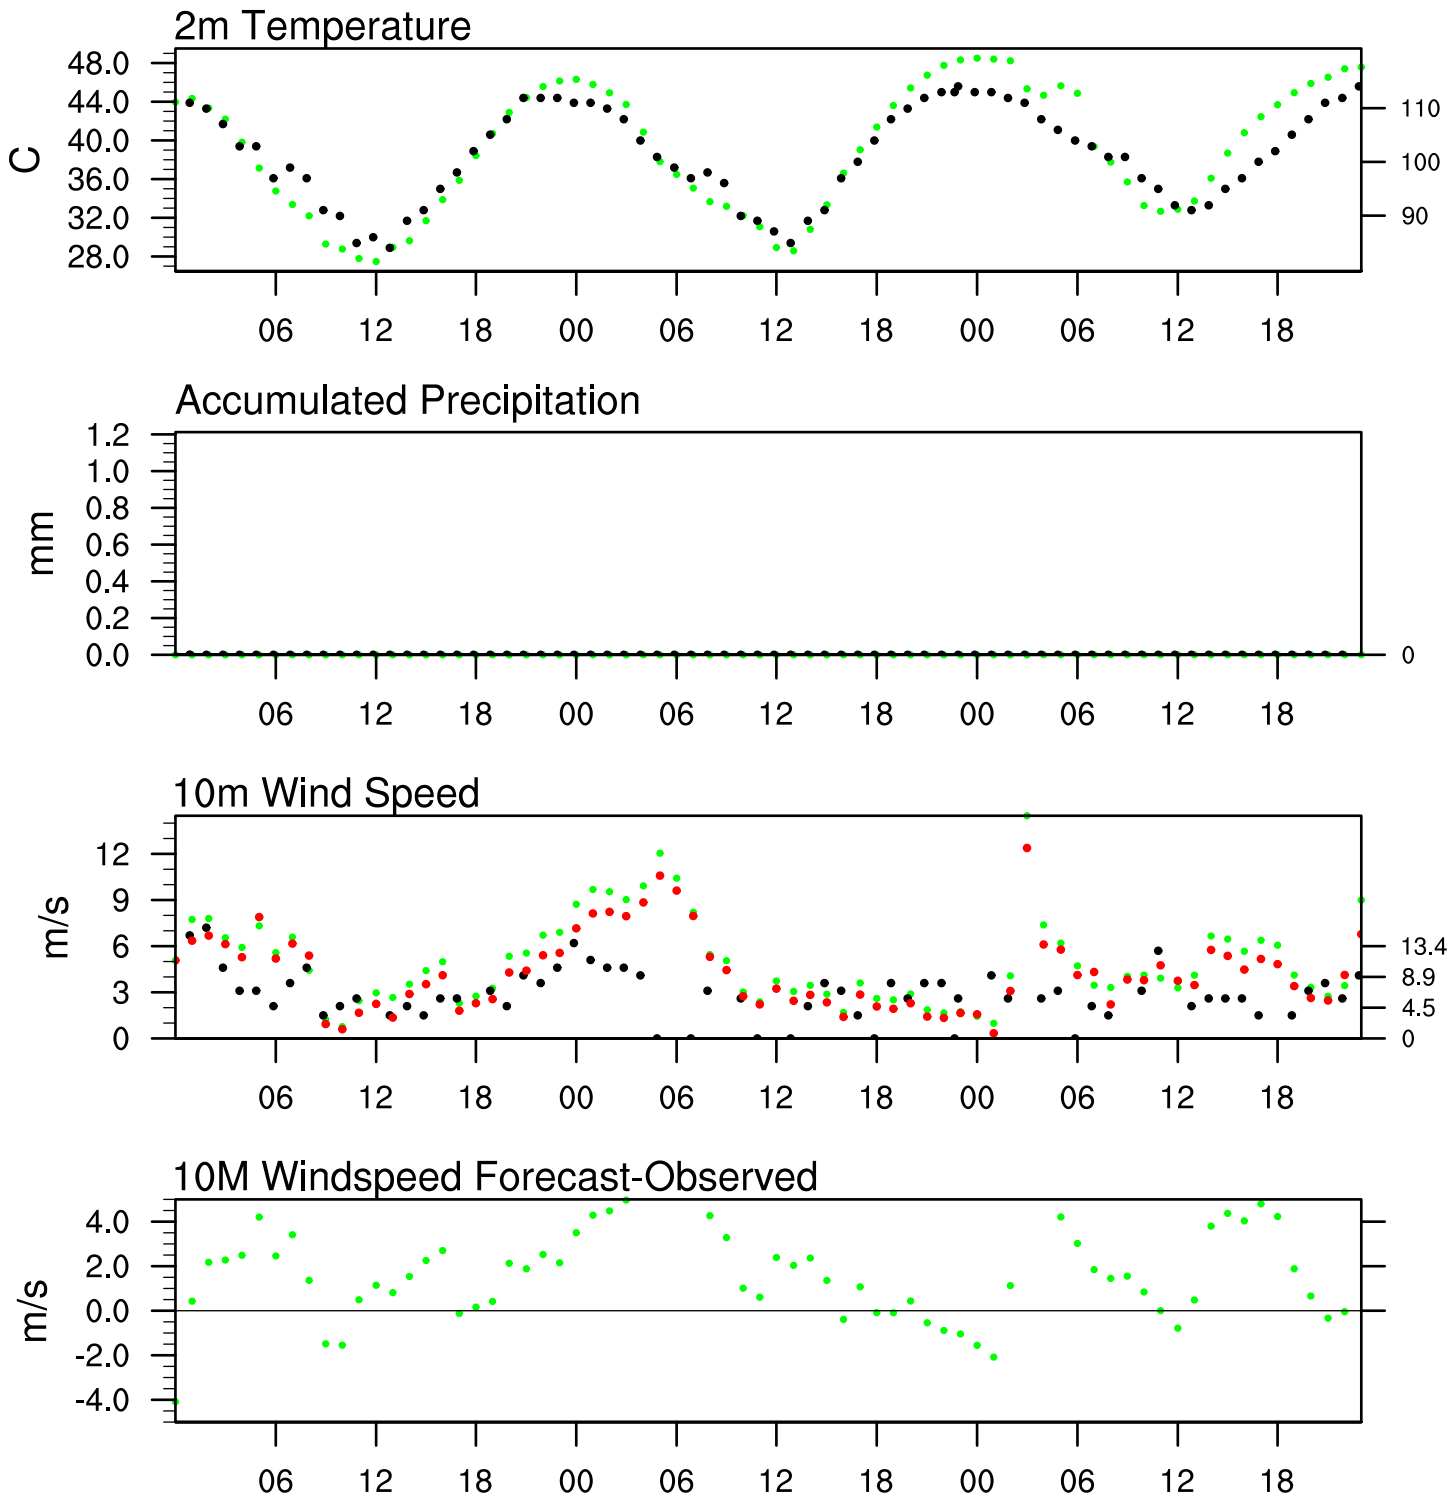 2m Temperature
48.0
44.0
40.0
36.0
32.0
28.0
C
110
100
90
06 12 18 00 06 12 18 00 06 12 18
Accumulated Precipitation
1.2
1.0
0.8
0.6
0.4
0.2
0.0
mm
0
06 12 18 00 06 12 18 00 06 12 18
10m Wind Speed
12
9
6
3
0
m/s
13.4
8.9
4.5
0
06 12 18 00 06 12 18 00 06 12 18
10M Windspeed Forecast-Observed
4.0
2.0
0.0
-2.0
-4.0
m/s
06 12 18 00 06 12 18 00 06 12 18